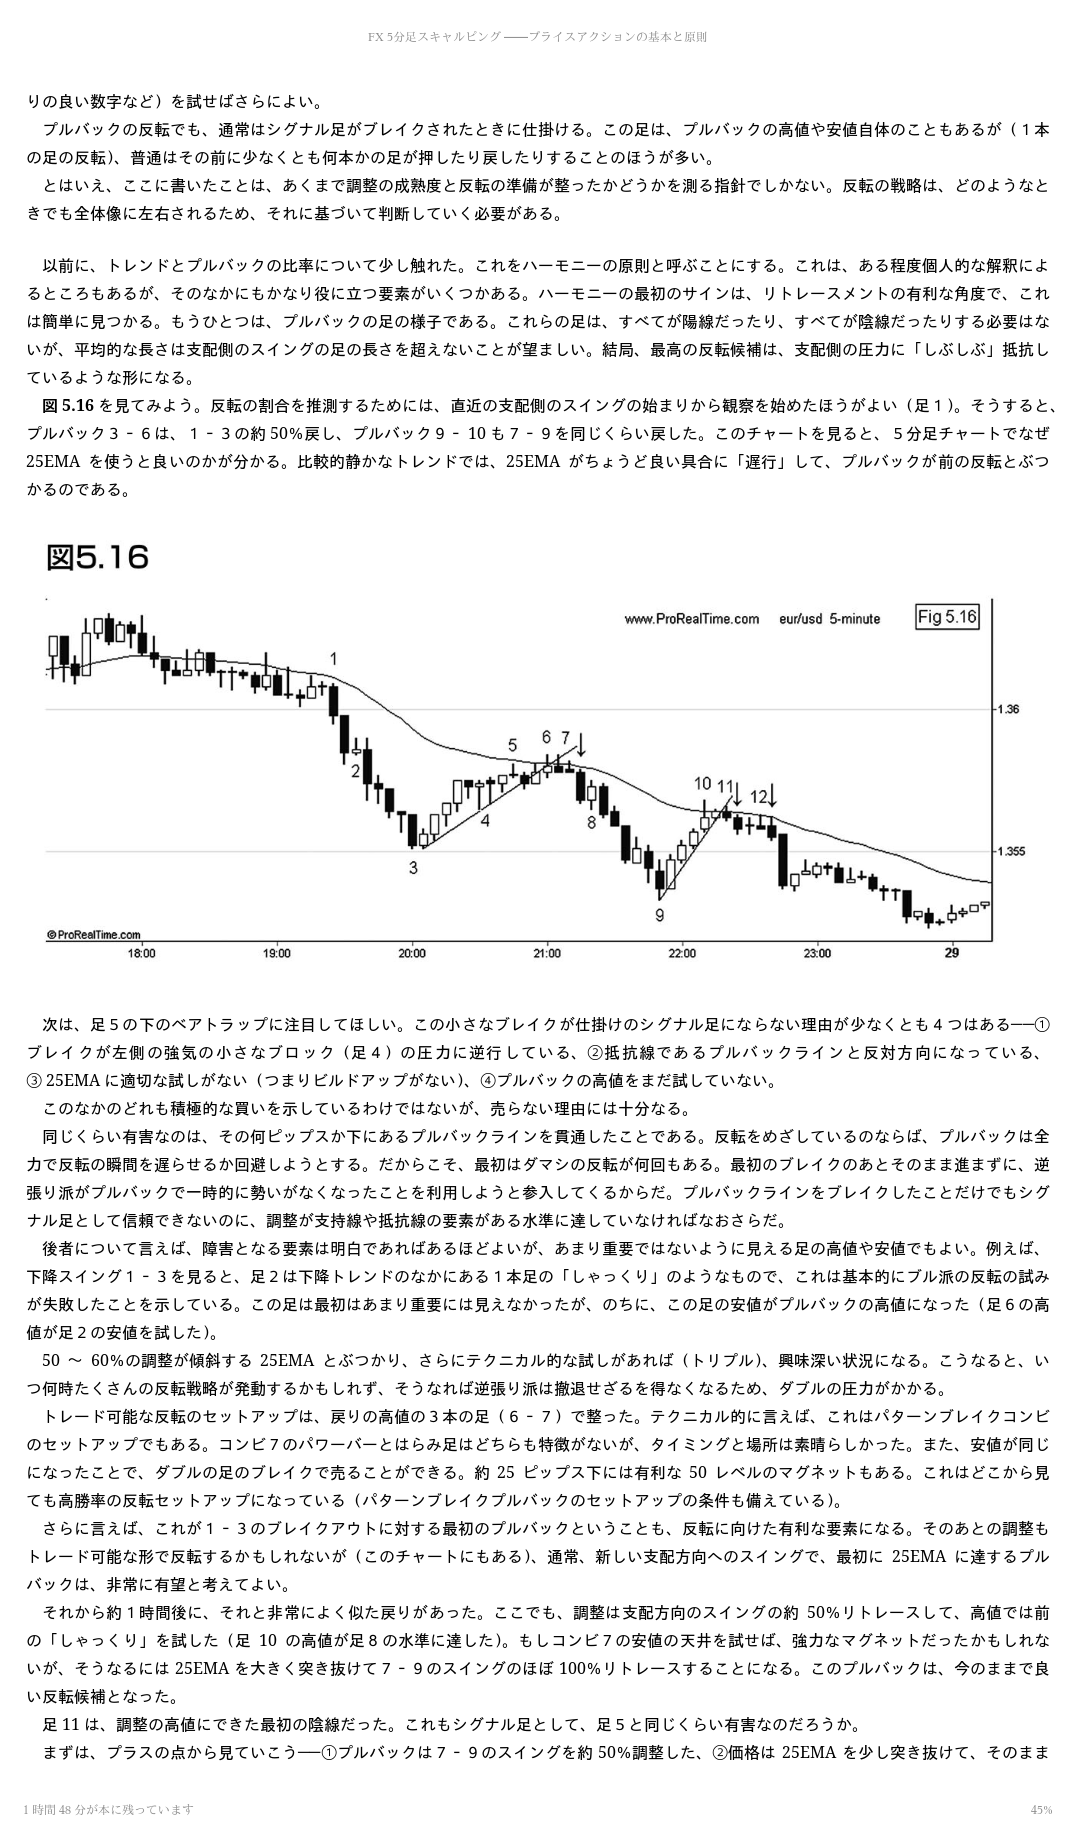 FX 5分足スキャルピング ――プライスアクションの基本と原則
りの良い数字など）を試せばさらによい。
プルバックの反転でも、通常はシグナル足がブレイクされたときに仕掛ける。この足は、プルバックの高値や安値自体のこともあるが（１本
の足の反転）、普通はその前に少なくとも何本かの足が押したり戻したりすることのほうが多い。
とはいえ、ここに書いたことは、あくまで調整の成熟度と反転の準備が整ったかどうかを測る指針でしかない。反転の戦略は、どのようなと
きでも全体像に左右されるため、それに基づいて判断していく必要がある。
以前に、トレンドとプルバックの比率について少し触れた。これをハーモニーの原則と呼ぶことにする。これは、ある程度個人的な解釈によ
るところもあるが、そのなかにもかなり役に立つ要素がいくつかある。ハーモニーの最初のサインは、リトレースメントの有利な角度で、これ
は簡単に見つかる。もうひとつは、プルバックの足の様子である。これらの足は、すべてが陽線だったり、すべてが陰線だったりする必要はな
いが、平均的な長さは支配側のスイングの足の長さを超えないことが望ましい。結局、最高の反転候補は、支配側の圧力に「しぶしぶ」抵抗し
ているような形になる。
図 5.16 を見てみよう。反転の割合を推測するためには、直近の支配側のスイングの始まりから観察を始めたほうがよい（足１）。そうすると、
プルバック３‐６は、１‐３の約 50%戻し、プルバック９‐ 10 も７‐９を同じくらい戻した。このチャートを見ると、５分足チャートでなぜ
25EMA を使うと良いのかが分かる。比較的静かなトレンドでは、25EMA がちょうど良い具合に「遅行」して、プルバックが前の反転とぶつ
かるのである。
図5.16
www.ProRealTime.com eur/usd 5-minute Fig 5.16
1
1.36
5 6 7
2
10 11 12
4 8
1.355
3
9
©ProRealTime.com
18:00 19:00 20:00 21:00 22:00 23:00 29
次は、足５の下のベアトラップに注目してほしい。この小さなブレイクが仕掛けのシグナル足にならない理由が少なくとも４つはある──①
ブレイクが左側の強気の小さなブロック（足４）の圧力に逆行している、②抵抗線であるプルバックラインと反対方向になっている、
③ 25EMA に適切な試しがない（つまりビルドアップがない）、④プルバックの高値をまだ試していない。
このなかのどれも積極的な買いを示しているわけではないが、売らない理由には十分なる。
同じくらい有害なのは、その何ピップスか下にあるプルバックラインを貫通したことである。反転をめざしているのならば、プルバックは全
力で反転の瞬間を遅らせるか回避しようとする。だからこそ、最初はダマシの反転が何回もある。最初のブレイクのあとそのまま進まずに、逆
張り派がプルバックで一時的に勢いがなくなったことを利用しようと参入してくるからだ。プルバックラインをブレイクしたことだけでもシグ
ナル足として信頼できないのに、調整が支持線や抵抗線の要素がある水準に達していなければなおさらだ。
後者について言えば、障害となる要素は明白であればあるほどよいが、あまり重要ではないように見える足の高値や安値でもよい。例えば、
下降スイング１‐３を見ると、足２は下降トレンドのなかにある１本足の「しゃっくり」のようなもので、これは基本的にブル派の反転の試み
が失敗したことを示している。この足は最初はあまり重要には見えなかったが、のちに、この足の安値がプルバックの高値になった（足６の高
値が足２の安値を試した）。
50 ～ 60%の調整が傾斜する 25EMA とぶつかり、さらにテクニカル的な試しがあれば（トリプル）、興味深い状況になる。こうなると、い
つ何時たくさんの反転戦略が発動するかもしれず、そうなれば逆張り派は撤退せざるを得なくなるため、ダブルの圧力がかかる。
トレード可能な反転のセットアップは、戻りの高値の３本の足（６‐７）で整った。テクニカル的に言えば、これはパターンブレイクコンビ
のセットアップでもある。コンビ７のパワーバーとはらみ足はどちらも特徴がないが、タイミングと場所は素晴らしかった。また、安値が同じ
になったことで、ダブルの足のブレイクで売ることができる。約 25 ピップス下には有利な 50 レベルのマグネットもある。これはどこから見
ても高勝率の反転セットアップになっている（パターンブレイクプルバックのセットアップの条件も備えている）。
さらに言えば、これが１‐３のブレイクアウトに対する最初のプルバックということも、反転に向けた有利な要素になる。そのあとの調整も
トレード可能な形で反転するかもしれないが（このチャートにもある）、通常、新しい支配方向へのスイングで、最初に 25EMA に達するプル
バックは、非常に有望と考えてよい。
それから約１時間後に、それと非常によく似た戻りがあった。ここでも、調整は支配方向のスイングの約 50%リトレースして、高値では前
の「しゃっくり」を試した（足 10 の高値が足８の水準に達した）。もしコンビ７の安値の天井を試せば、強力なマグネットだったかもしれな
いが、そうなるには 25EMA を大きく突き抜けて７‐９のスイングのほぼ 100%リトレースすることになる。このプルバックは、今のままで良
い反転候補となった。
足 11 は、調整の高値にできた最初の陰線だった。これもシグナル足として、足５と同じくらい有害なのだろうか。
まずは、プラスの点から見ていこう──①プルバックは７‐９のスイングを約 50%調整した、②価格は 25EMA を少し突き抜けて、そのまま
1 時間 48 分が本に残っています
45%